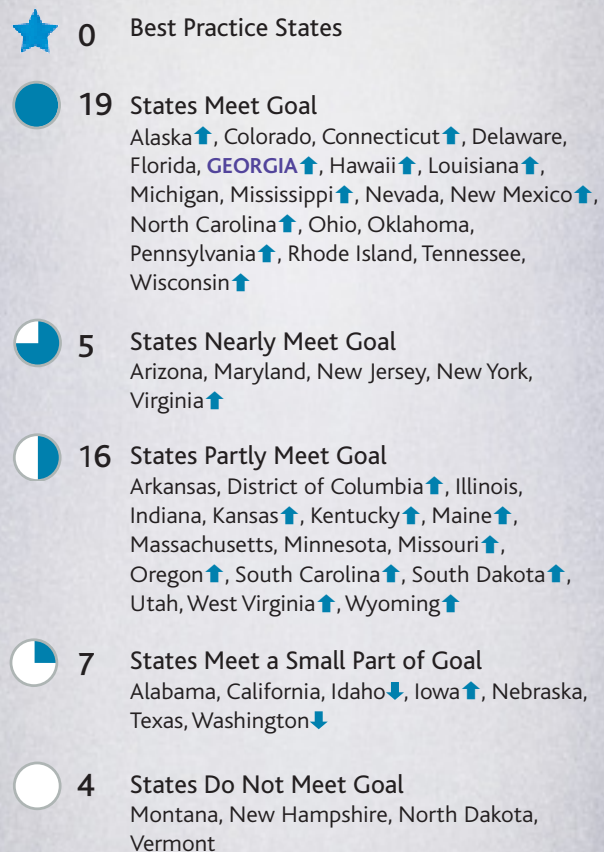 0 Best Practice States
19 States Meet Goal
Alaska⬆, Colorado, Connecticut⬆, Delaware,
Florida, GEORGIA⬆, Hawaii⬆, Louisiana⬆,
Michigan, Mississippi⬆, Nevada, New Mexico⬆,
North Carolina⬆, Ohio, Oklahoma,
Pennsylvania⬆, Rhode Island, Tennessee,
Wisconsin⬆
5 States Nearly Meet Goal
Arizona, Maryland, New Jersey, New York,
Virginia⬆
16 States Partly Meet Goal
Arkansas, District of Columbia⬆, Illinois,
Indiana, Kansas⬆, Kentucky⬆, Maine⬆,
Massachusetts, Minnesota, Missouri⬆,
Oregon⬆, South Carolina⬆, South Dakota⬆,
Utah, West Virginia⬆, Wyoming⬆
7 States Meet a Small Part of Goal
Alabama, California, Idaho⬇, Iowa⬆, Nebraska,
Texas, Washington⬇
4 States Do Not Meet Goal
Montana, New Hampshire, North Dakota,
Vermont